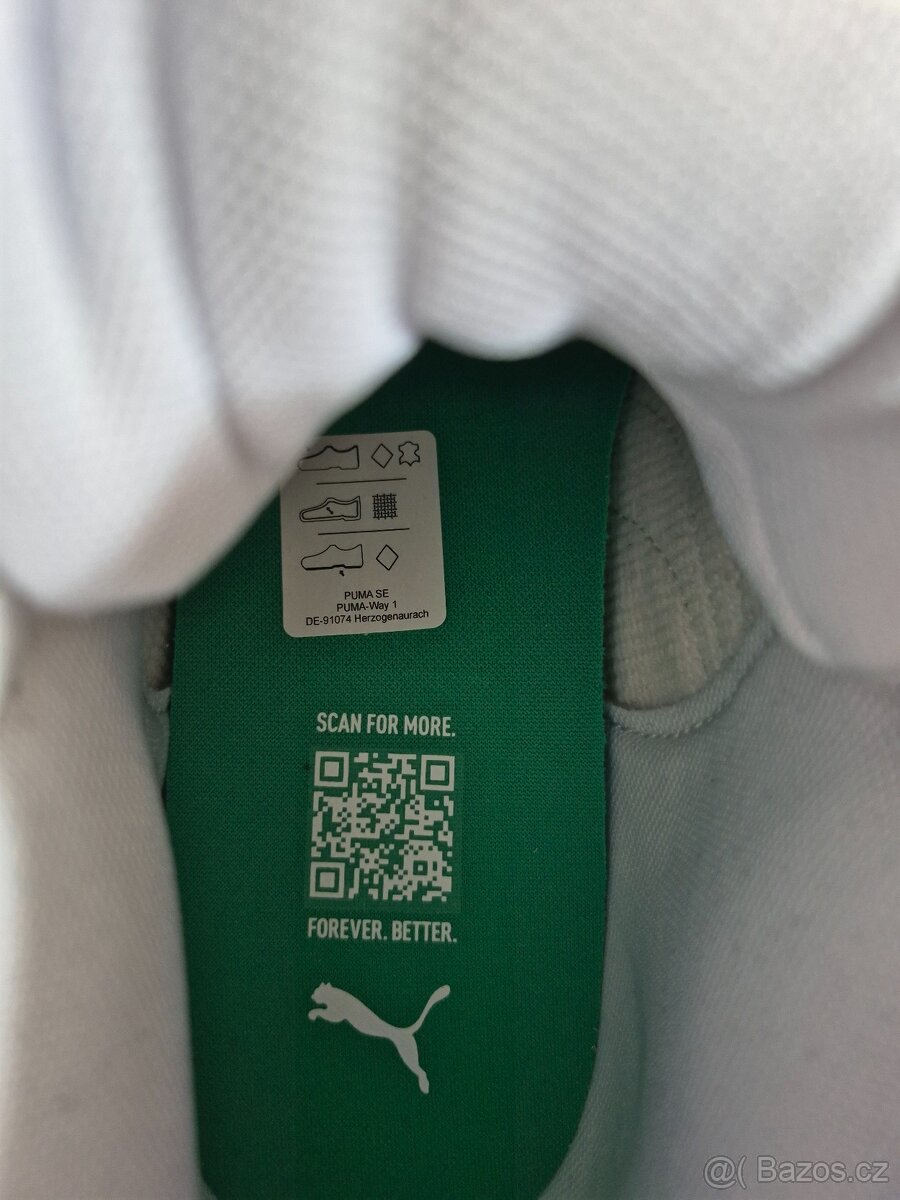 PUMA SE
PUMA-Way 1
DE-91074 Herzogenaurach
SCAN FOR MORE.
FOREVER. BETTER.
@( Bazos.cz